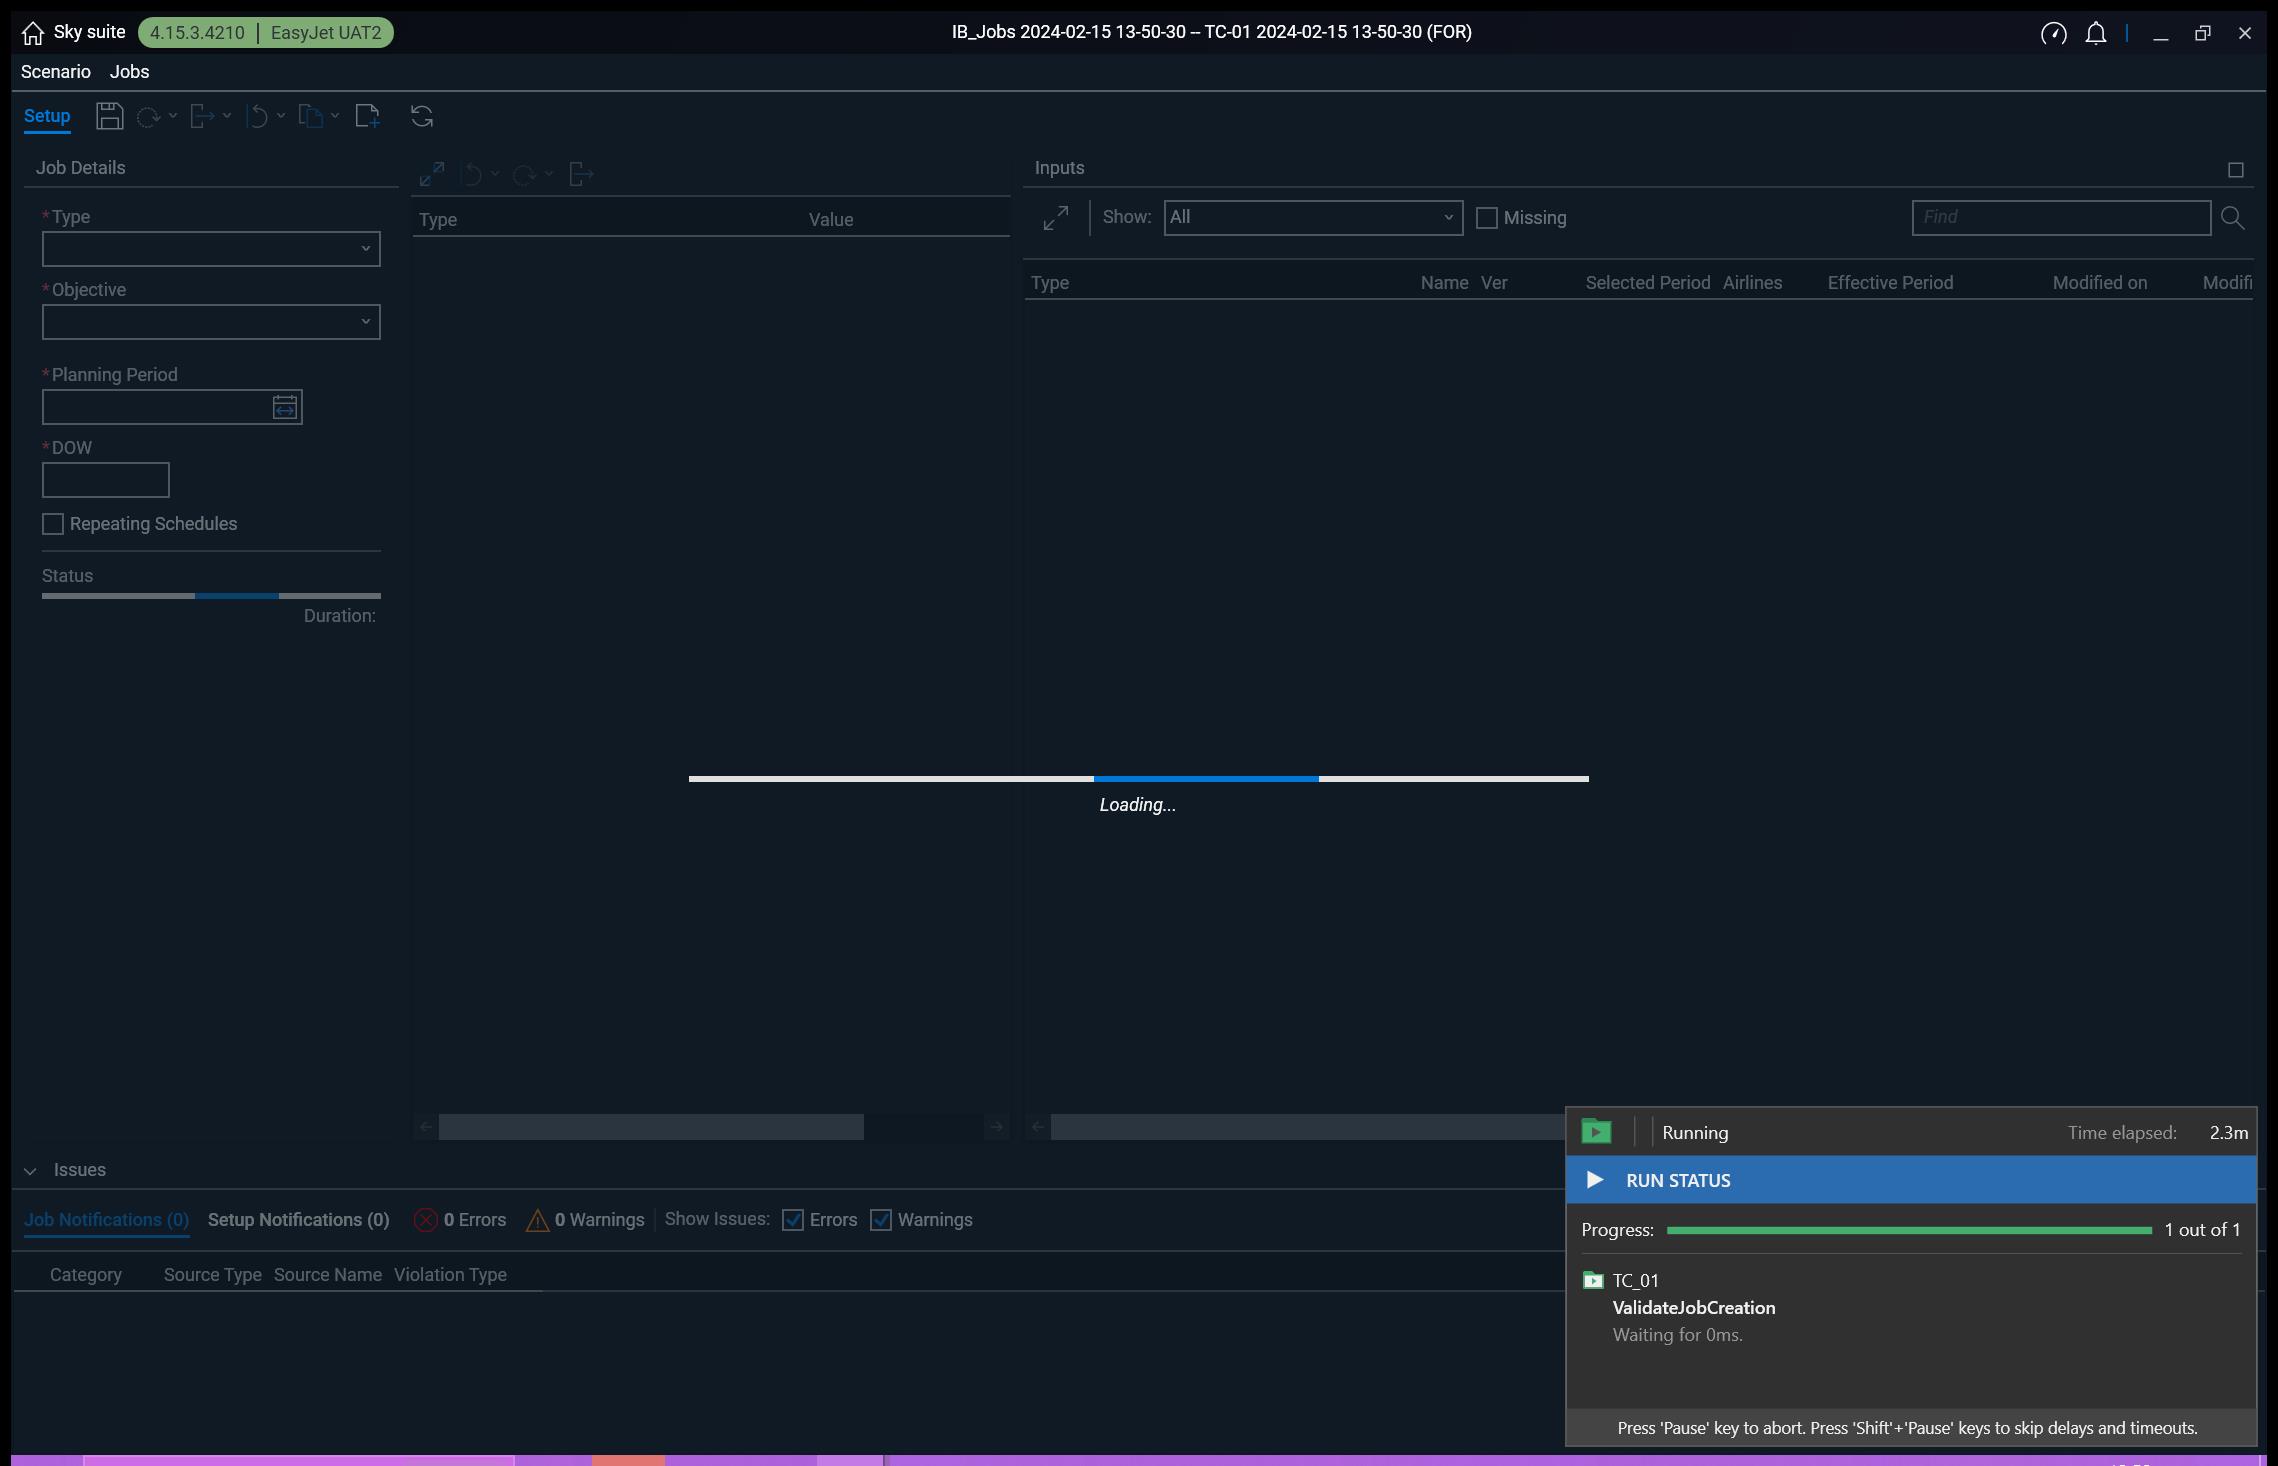 Sky suite 4.15.3.4210 | EasyJet UAT2 IB_Jobs 2024-02-15 13-50-30 -- TC-01 2024-02-15 13-50-30 (FOR)
Scenario Jobs
Setup
Job Details
*Type
*Objective
*Planning Period
*DOW
Repeating Schedules
Status
Duration:
Type Value
Inputs
Show: All Missing Find
Type Name Ver Selected Period Airlines Effective Period Modified on Modifi
Loading...
Issues
Job Notifications (0) Setup Notifications (0) 0 Errors 0 Warnings Show Issues: Errors Warnings
Category Source Type Source Name Violation Type
Running Time elapsed: 2.3m
RUN STATUS
Progress: 1 out of 1
TC_01
ValidateJobCreation
Waiting for 0ms.
Press 'Pause' key to abort. Press 'Shift'+'Pause' keys to skip delays and timeouts.